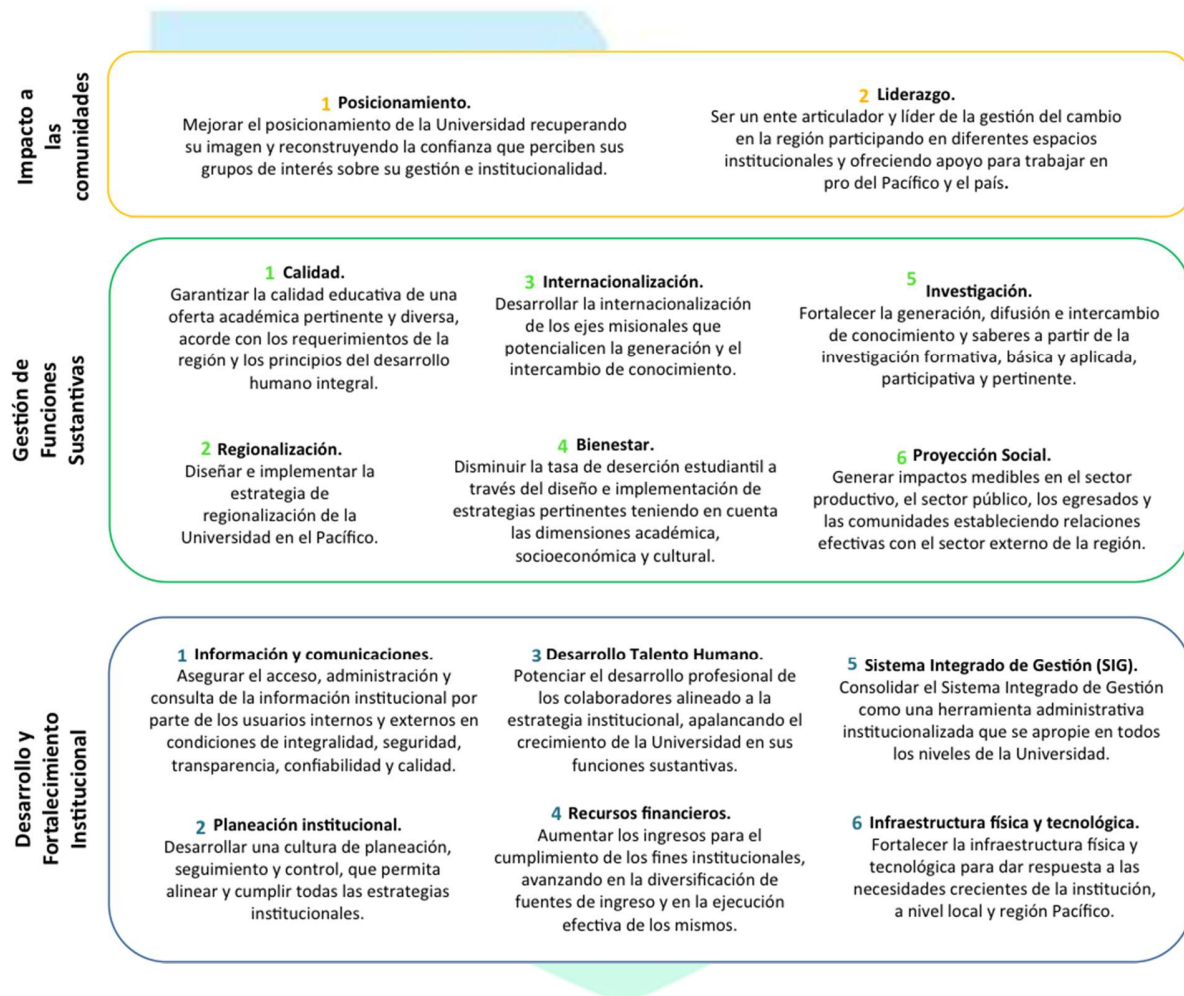 Impacto a
las
comunidades
1 Posicionamiento.
Mejorar el posicionamiento de la Universidad recuperando
su imagen y reconstruyendo la confianza que perciben sus
grupos de interés sobre su gestión e institucionalidad.
2 Liderazgo.
Ser un ente articulador y líder de la gestión del cambio
en la región participando en diferentes espacios
institucionales y ofreciendo apoyo para trabajar en
pro del Pacífico y el país.
Gestión de
Funciones
Sustantivas
1 Calidad.
Garantizar la calidad educativa de una
oferta académica pertinente y diversa,
acorde con los requerimientos de la
región y los principios del desarrollo
humano integral.
2 Regionalización.
Diseñar e implementar la
estrategia de
regionalización de la
Universidad en el Pacífico.
3 Internacionalización.
Desarrollar la internacionalización
de los ejes misionales que
potencialicen la generación y el
intercambio de conocimiento.
4 Bienestar.
Disminuir la tasa de deserción estudiantil a
través del diseño e implementación de
estrategias pertinentes teniendo en cuenta
las dimensiones académica,
socioeconómica y cultural.
5
Investigación.
Fortalecer la generación, difusión e intercambio
de conocimiento y saberes a partir de la
investigación formativa, básica y aplicada,
participativa y pertinente.
6 Proyección Social.
Generar impactos medibles en el sector
productivo, el sector público, los egresados y
las comunidades estableciendo relaciones
efectivas con el sector externo de la región.
Desarrollo y
Fortalecimiento
Institucional
1 Información y comunicaciones.
Asegurar el acceso, administración y
consulta de la información institucional por
parte de los usuarios internos y externos en
condiciones de integralidad, seguridad,
transparencia, confiabilidad y calidad.
2 Planeación institucional.
Desarrollar una cultura de planeación,
seguimiento y control, que permita
alinear y cumplir todas las estrategias
institucionales.
3 Desarrollo Talento Humano.
Potenciar el desarrollo profesional de
los colaboradores alineado a la
estrategia institucional, apalancando el
crecimiento de la Universidad en sus
funciones sustantivas.
4 Recursos financieros.
Aumentar los ingresos para el
cumplimiento de los fines institucionales,
avanzando en la diversificación de
fuentes de ingreso y en la ejecución
efectiva de los mismos.
5 Sistema Integrado de Gestión (SIG).
Consolidar el Sistema Integrado de Gestión
como una herramienta administrativa
institucionalizada que se apropie en todos
los niveles de la Universidad.
6 Infraestructura física y tecnológica.
Fortalecer la infraestructura física y
tecnológica para dar respuesta a las
necesidades crecientes de la institución,
a nivel local y región Pacífico.